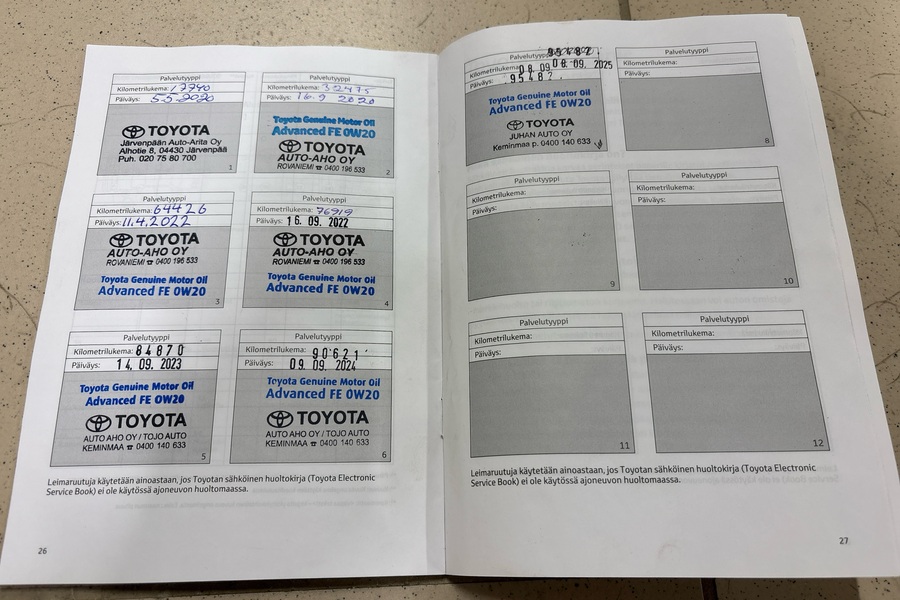 Palvelutyyppi
Kilometrilukema: 17740
Päiväys: 5.5.2020
TOYOTA
Järvenpään Auto-Arita Oy
Alhotie 8, 04430 Järvenpää
Puh. 020 75 80 700
1
Palvelutyyppi
Kilometrilukema: 32475
Päiväys: 16.9 2020
Toyota Genuine Motor Oil
Advanced FE 0W20
TOYOTA
AUTO-AHO OY
ROVANIEMI ☎ 0400 196 533
2
Palvelutyyppi
Kilometrilukema: 64426
Päiväys: 11.4.2022
TOYOTA
AUTO-AHO OY
ROVANIEMI ☎ 0400 196 533
Toyota Genuine Motor Oil
Advanced FE 0W20
3
Palvelutyyppi
Kilometrilukema: 76919
Päiväys: 16. 09. 2022
TOYOTA
AUTO-AHO OY
ROVANIEMI ☎ 0400 196 533
Toyota Genuine Motor Oil
Advanced FE 0W20
4
Palvelutyyppi
Kilometrilukema: 84870
Päiväys: 14. 09. 2023
Toyota Genuine Motor Oil
Advanced FE 0W20
TOYOTA
AUTO AHO OY / TOJO AUTO
KEMINMAA ☎ 0400 140 633
5
Palvelutyyppi
Kilometrilukema: 90621
Päiväys: 09. 09. 2024
Toyota Genuine Motor Oil
Advanced FE 0W20
TOYOTA
AUTO AHO OY / TOJO AUTO
KEMINMAA ☎ 0400 140 633
6
Leimaruutuja käytetään ainoastaan, jos Toyotan sähköinen huoltokirja (Toyota Electronic
Service Book) ei ole käytössä ajoneuvon huoltomaassa.
26
Palvelutyyppi
Kilometrilukema: 08. 09. 2025
Päiväys: 95487
Toyota Genuine Motor Oil
Advanced FE 0W20
TOYOTA
JUHAN AUTO OY
Keminmaa p. 0400 140 633
Palvelutyyppi
Kilometrilukema:
Päiväys:
8
Palvelutyyppi
Kilometrilukema:
Päiväys:
9
Palvelutyyppi
Kilometrilukema:
Päiväys:
10
Palvelutyyppi
Kilometrilukema:
Päiväys:
11
Palvelutyyppi
Kilometrilukema:
Päiväys:
12
Leimaruutuja käytetään ainoastaan, jos Toyotan sähköinen huoltokirja (Toyota Electronic
Service Book) ei ole käytössä ajoneuvon huoltomaassa.
27